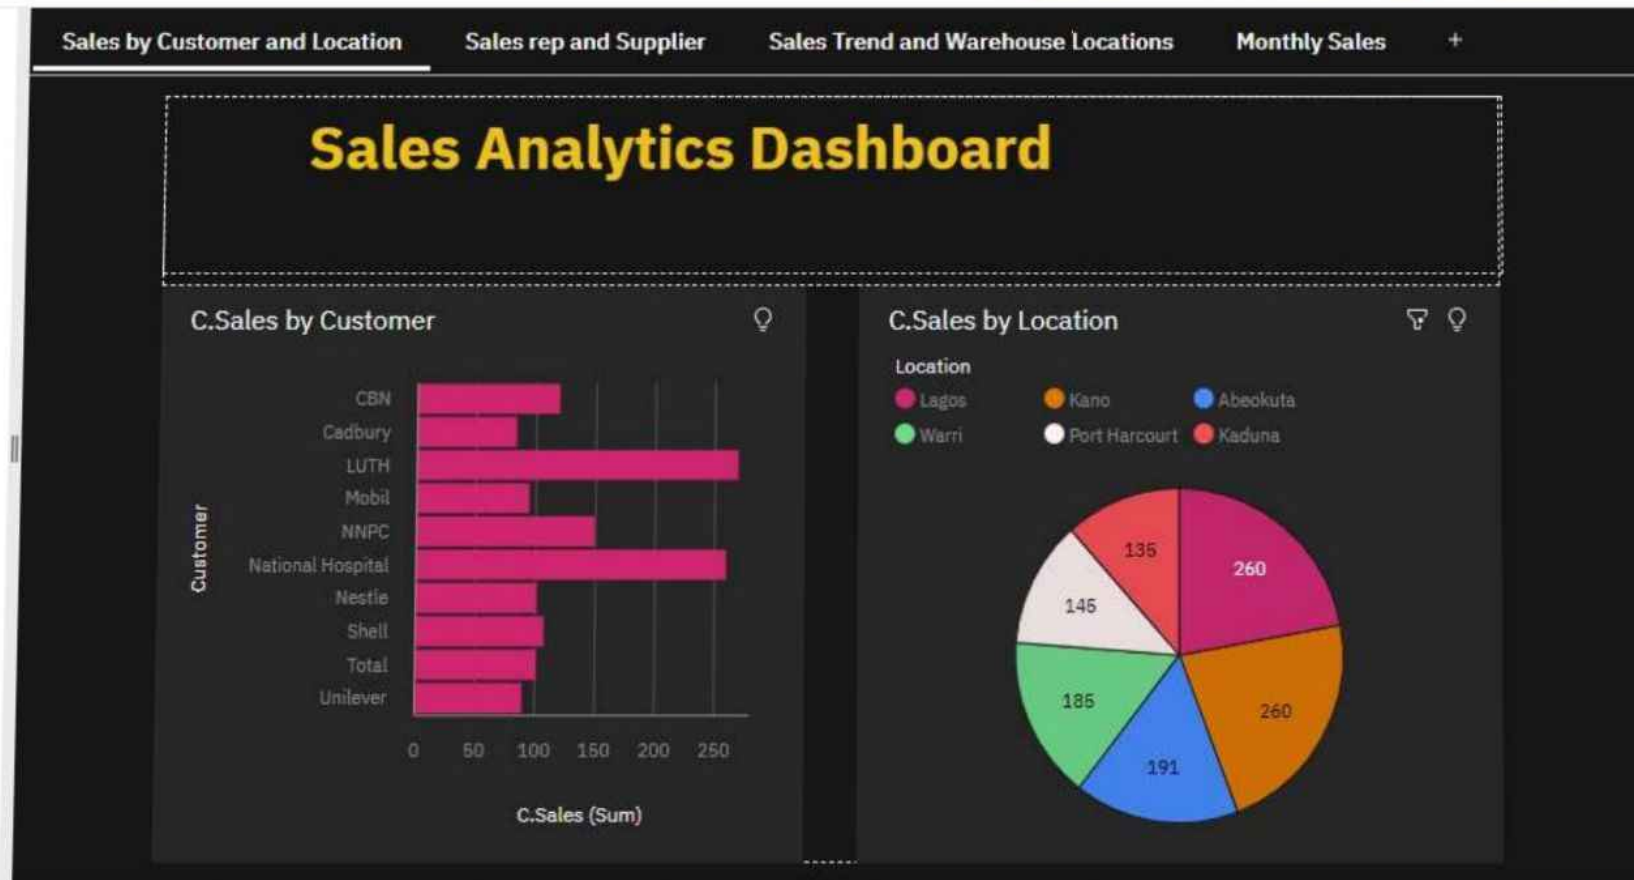 Sales by Customer and Location Sales rep and Supplier Sales Trend and Warehouse Locations Monthly Sales +
Sales Analytics Dashboard
C.Sales by Customer
Customer
CBN
Cadbury
LUTH
Mobil
NNPC
National Hospital
Nestle
Shell
Total
Unilever
0 50 100 150 200 250
C.Sales (Sum)
C.Sales by Location
Location
Lagos Kano Abeokuta
Warri Port Harcourt Kaduna
135
260
145
185
260
191